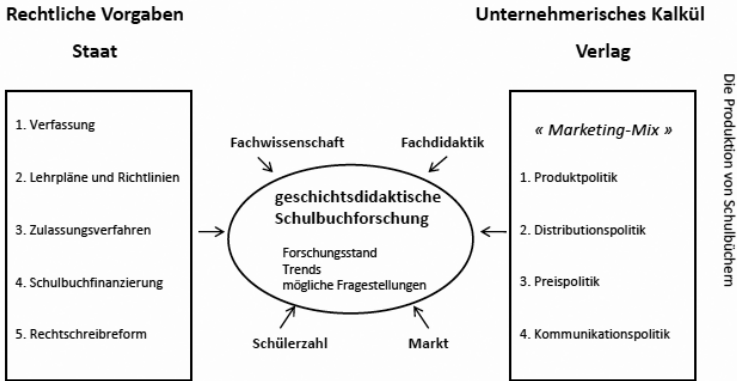 Rechtliche Vorgaben
Staat
1. Verfassung
2. Lehrpläne und Richtlinien
3. Zulassungsverfahren
4. Schulbuchfinanzierung
5. Rechtschreibreform
Fachwissenschaft
Fachdidaktik
geschichtsdidaktische
Schulbuchforschung
Forschungsstand
Trends
mögliche Fragestellungen
Schülerzahl
Markt
Unternehmerisches Kalkül
Verlag
« Marketing-Mix »
1. Produktpolitik
2. Distributionspolitik
3. Preispolitik
4. Kommunikationspolitik
Die Produktion von Schulbüchern